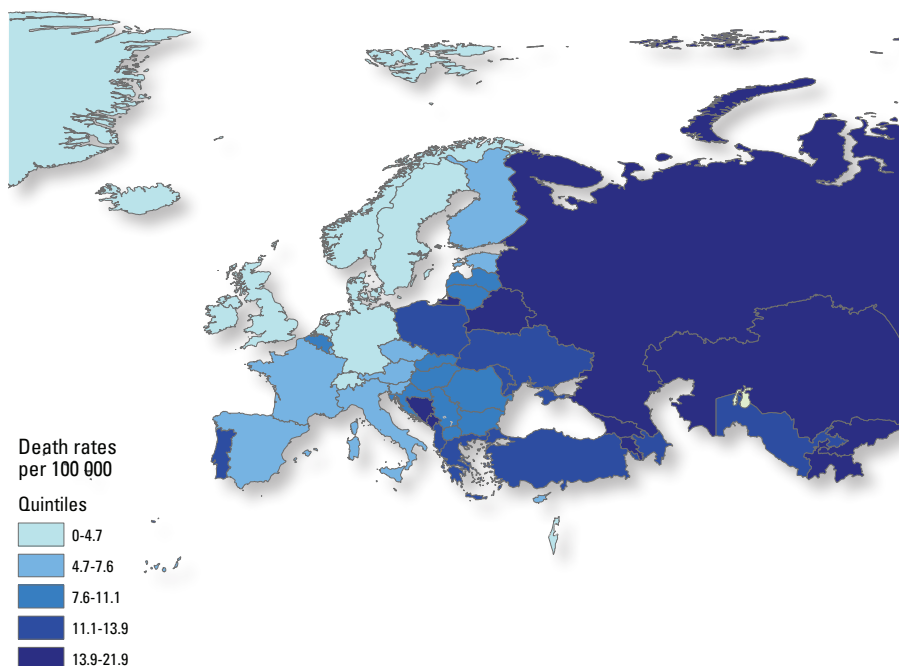 Death rates
per 100 000
Quintiles
0-4.7
4.7-7.6
7.6-11.1
11.1-13.9
13.9-21.9